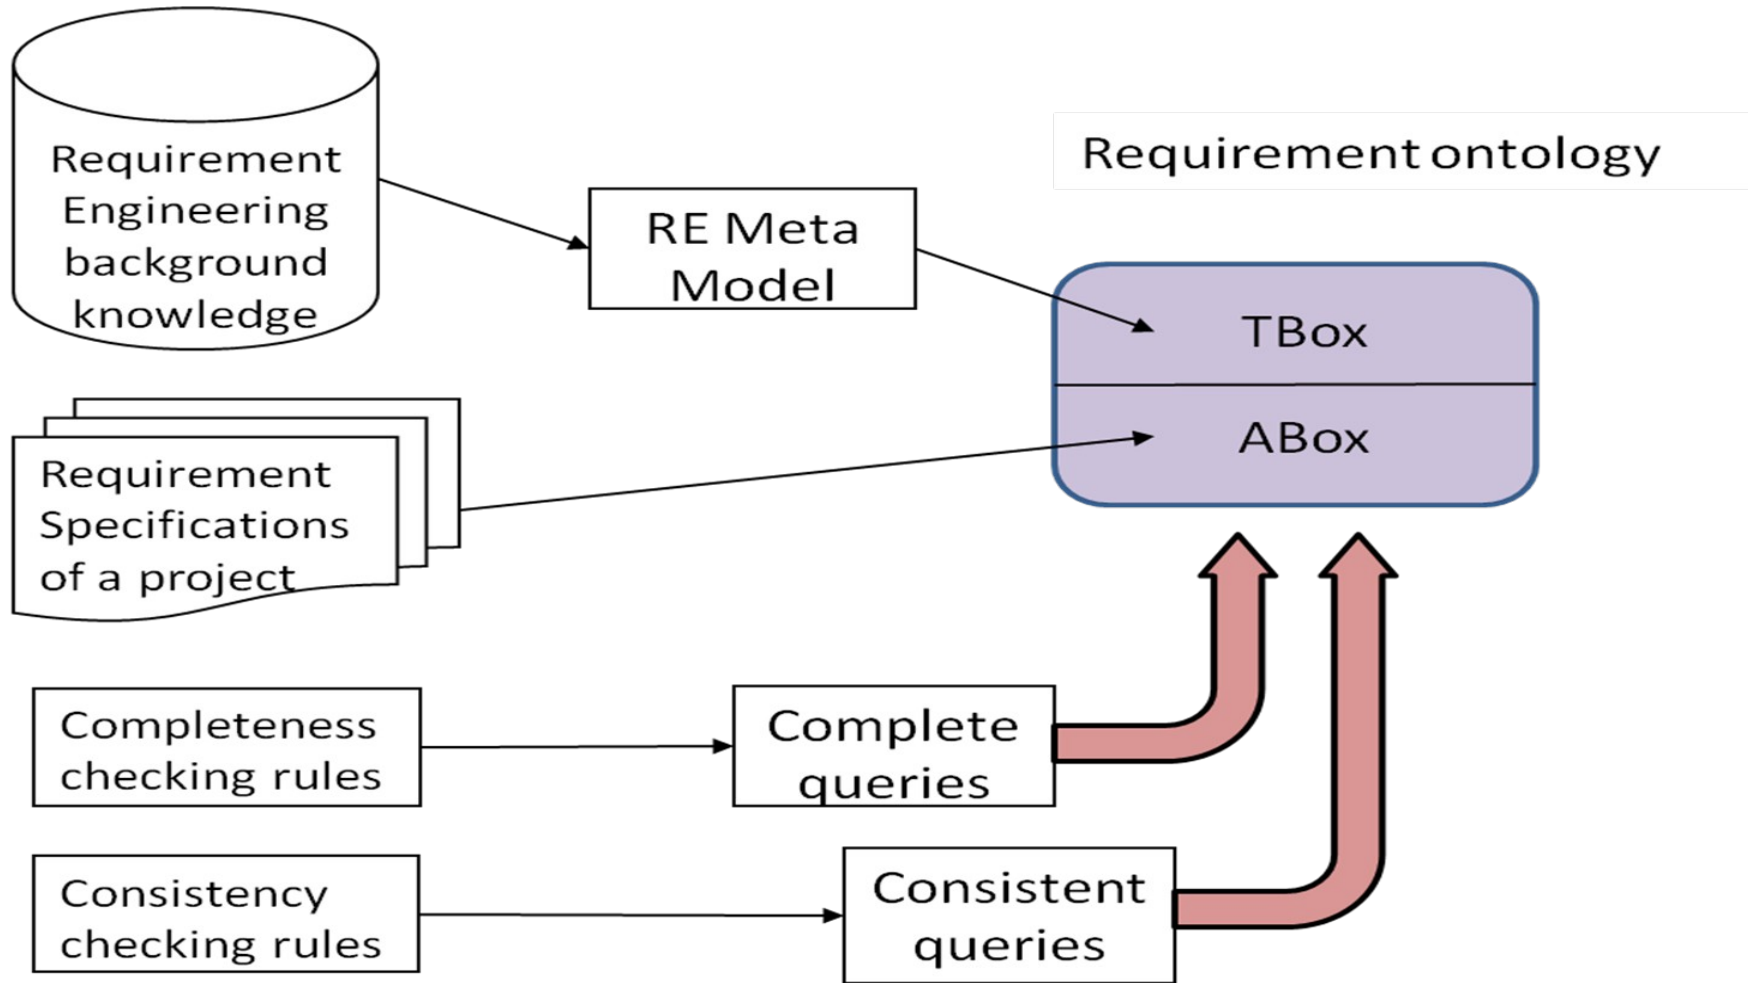 Requirement
Engineering
background
knowledge
RE Meta
Model
Requirement ontology
TBox
ABox
Requirement
Specifications
of a project
Completeness
checking rules
Complete
queries
Consistency
checking rules
Consistent
queries